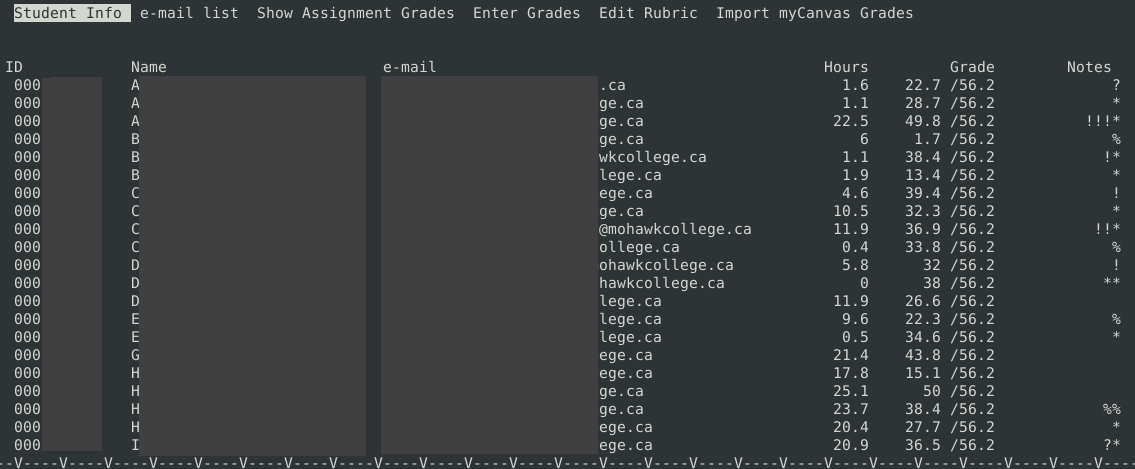 Student Info e-mail list Show Assignment Grades Enter Grades Edit Rubric Import myCanvas Grades
ID Name e-mail Hours Grade Notes
000 A .ca 1.6 22.7 /56.2 ?
000 A ge.ca 1.1 28.7 /56.2 *
000 A ge.ca 22.5 49.8 /56.2 !!!*
000 B ge.ca 6 1.7 /56.2 %
000 B wkcollege.ca 1.1 38.4 /56.2 !*
000 B lege.ca 1.9 13.4 /56.2 *
000 C ege.ca 4.6 39.4 /56.2 !
000 C ge.ca 10.5 32.3 /56.2 *
000 C @mohawkcollege.ca 11.9 36.9 /56.2 !!*
000 C ollege.ca 0.4 33.8 /56.2 %
000 D ohawkcollege.ca 5.8 32 /56.2 !
000 D hawkcollege.ca 0 38 /56.2 **
000 D lege.ca 11.9 26.6 /56.2
000 E lege.ca 9.6 22.3 /56.2 %
000 E lege.ca 0.5 34.6 /56.2 *
000 G ege.ca 21.4 43.8 /56.2
000 H ege.ca 17.8 15.1 /56.2
000 H ge.ca 25.1 50 /56.2
000 H ge.ca 23.7 38.4 /56.2 %%
000 H ege.ca 20.4 27.7 /56.2 *
000 I ege.ca 20.9 36.5 /56.2 ?*
--V----V----V----V----V----V----V----V----V----V----V----V----V----V----V----V----V----V----V----V----V----V----V----V----V---